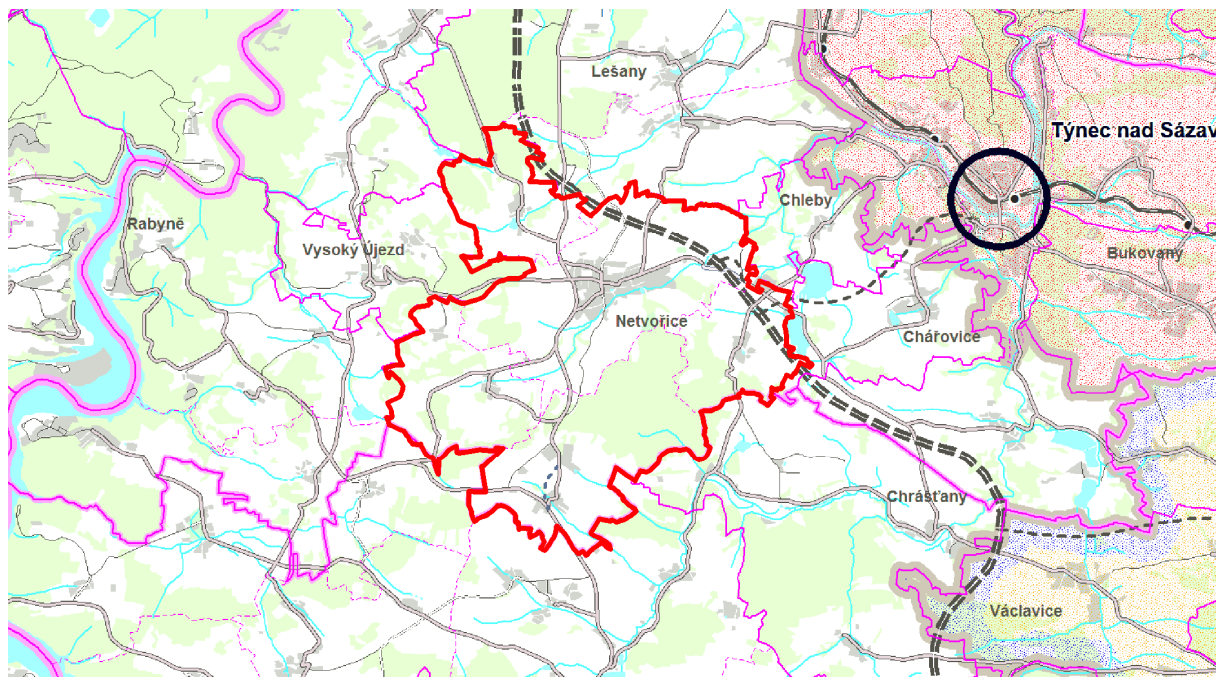 Lešany
Týnec nad Sázav
Chleby
Rabyně
Vysoký Újezd
Bukovany
Netvořice
Chářovice
Chrášťany
Václavice